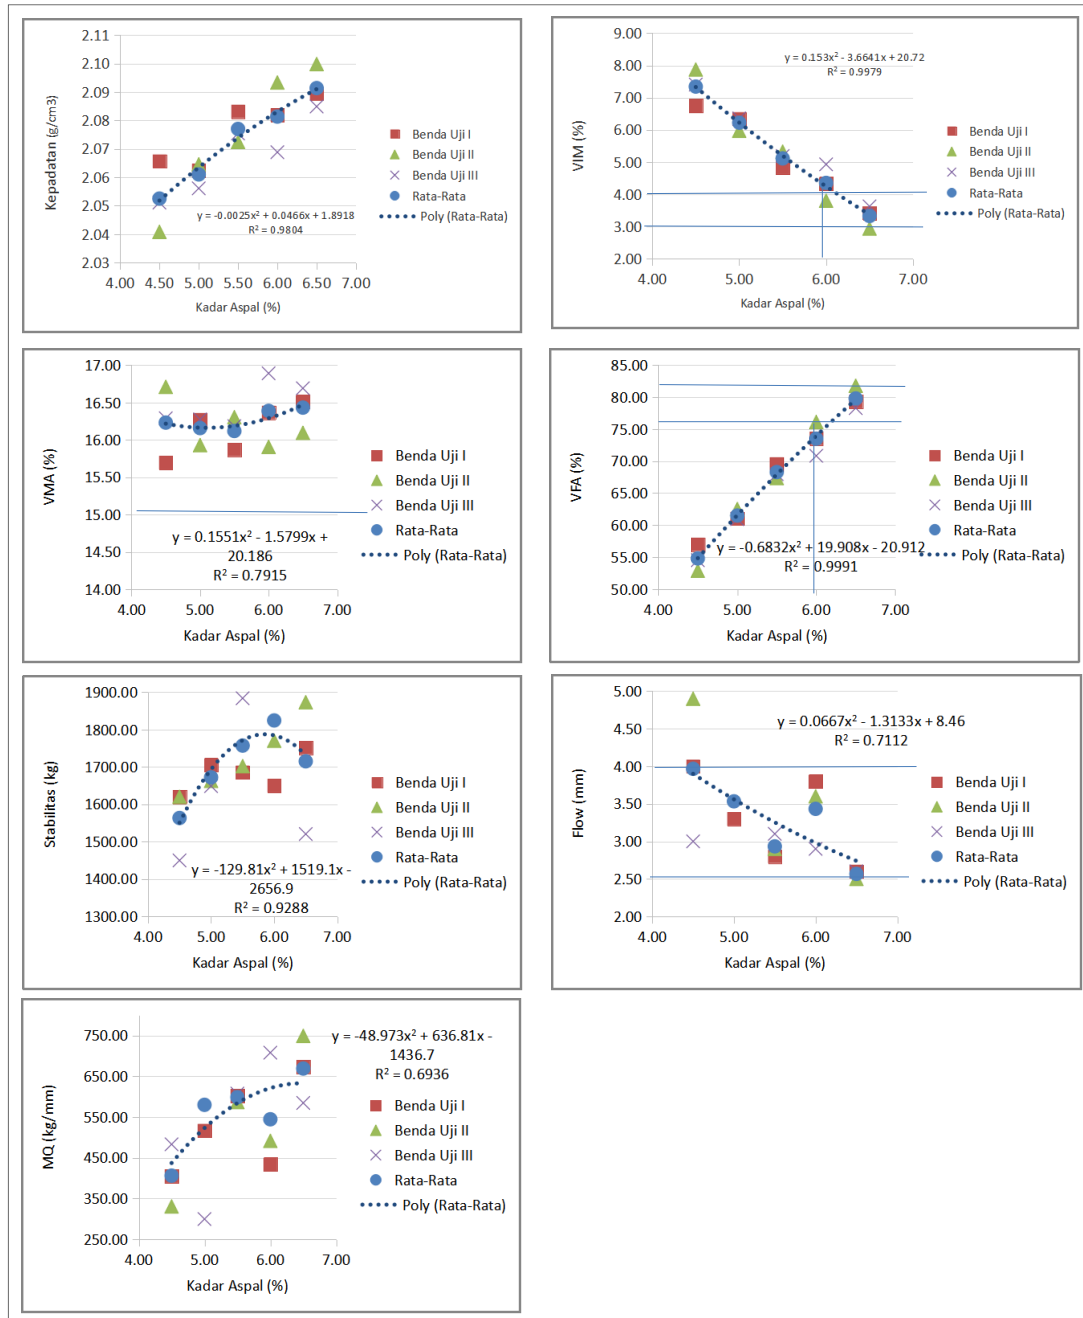 2.11
2.10
2.09
2.08
2.07
2.06
2.05
2.04
2.03
4.00 4.50 5.00 5.50 6.00 6.50 7.00
Kepadatan (g/cm3)
Kadar Aspal (%)
Benda Uji I
Benda Uji II
Benda Uji III
Rata-Rata
Poly (Rata-Rata)
y = -0.0025x² + 0.0466x + 1.8918
R² = 0.9804
9.00
8.00
7.00
6.00
5.00
4.00
3.00
2.00
4.00 5.00 6.00 7.00
VIM (%)
Kadar Aspal (%)
y = 0.153x² - 3.6641x + 20.72
R² = 0.9979
Benda Uji I
Benda Uji II
Benda Uji III
Rata-Rata
Poly (Rata-Rata)
17.00
16.50
16.00
15.50
15.00
14.50
14.00
4.00 5.00 6.00 7.00
VMA (%)
Kadar Aspal (%)
Benda Uji I
Benda Uji II
Benda Uji III
Rata-Rata
Poly (Rata-Rata)
y = 0.1551x² - 1.5799x +
20.186
R² = 0.7915
85.00
80.00
75.00
70.00
65.00
60.00
55.00
50.00
4.00 5.00 6.00 7.00
VFA (%)
Kadar Aspal (%)
Benda Uji I
Benda Uji II
Benda Uji III
Rata-Rata
Poly (Rata-Rata)
y = -0.6832x² + 19.908x - 20.912
R² = 0.9991
1900.00
1800.00
1700.00
1600.00
1500.00
1400.00
1300.00
4.00 5.00 6.00 7.00
Stabilitas (kg)
Kadar Aspal (%)
Benda Uji I
Benda Uji II
Benda Uji III
Rata-Rata
Poly (Rata-Rata)
y = -129.81x² + 1519.1x -
2656.9
R² = 0.9288
5.00
4.50
4.00
3.50
3.00
2.50
2.00
4.00 5.00 6.00 7.00
Flow (mm)
Kadar Aspal (%)
y = 0.0667x² - 1.3133x + 8.46
R² = 0.7112
Benda Uji I
Benda Uji II
Benda Uji III
Rata-Rata
Poly (Rata-Rata)
750.00
650.00
550.00
450.00
350.00
250.00
4.00 5.00 6.00 7.00
MQ (kg/mm)
Kadar Aspal (%)
y = -48.973x² + 636.81x -
1436.7
R² = 0.6936
Benda Uji I
Benda Uji II
Benda Uji III
Rata-Rata
Poly (Rata-Rata)